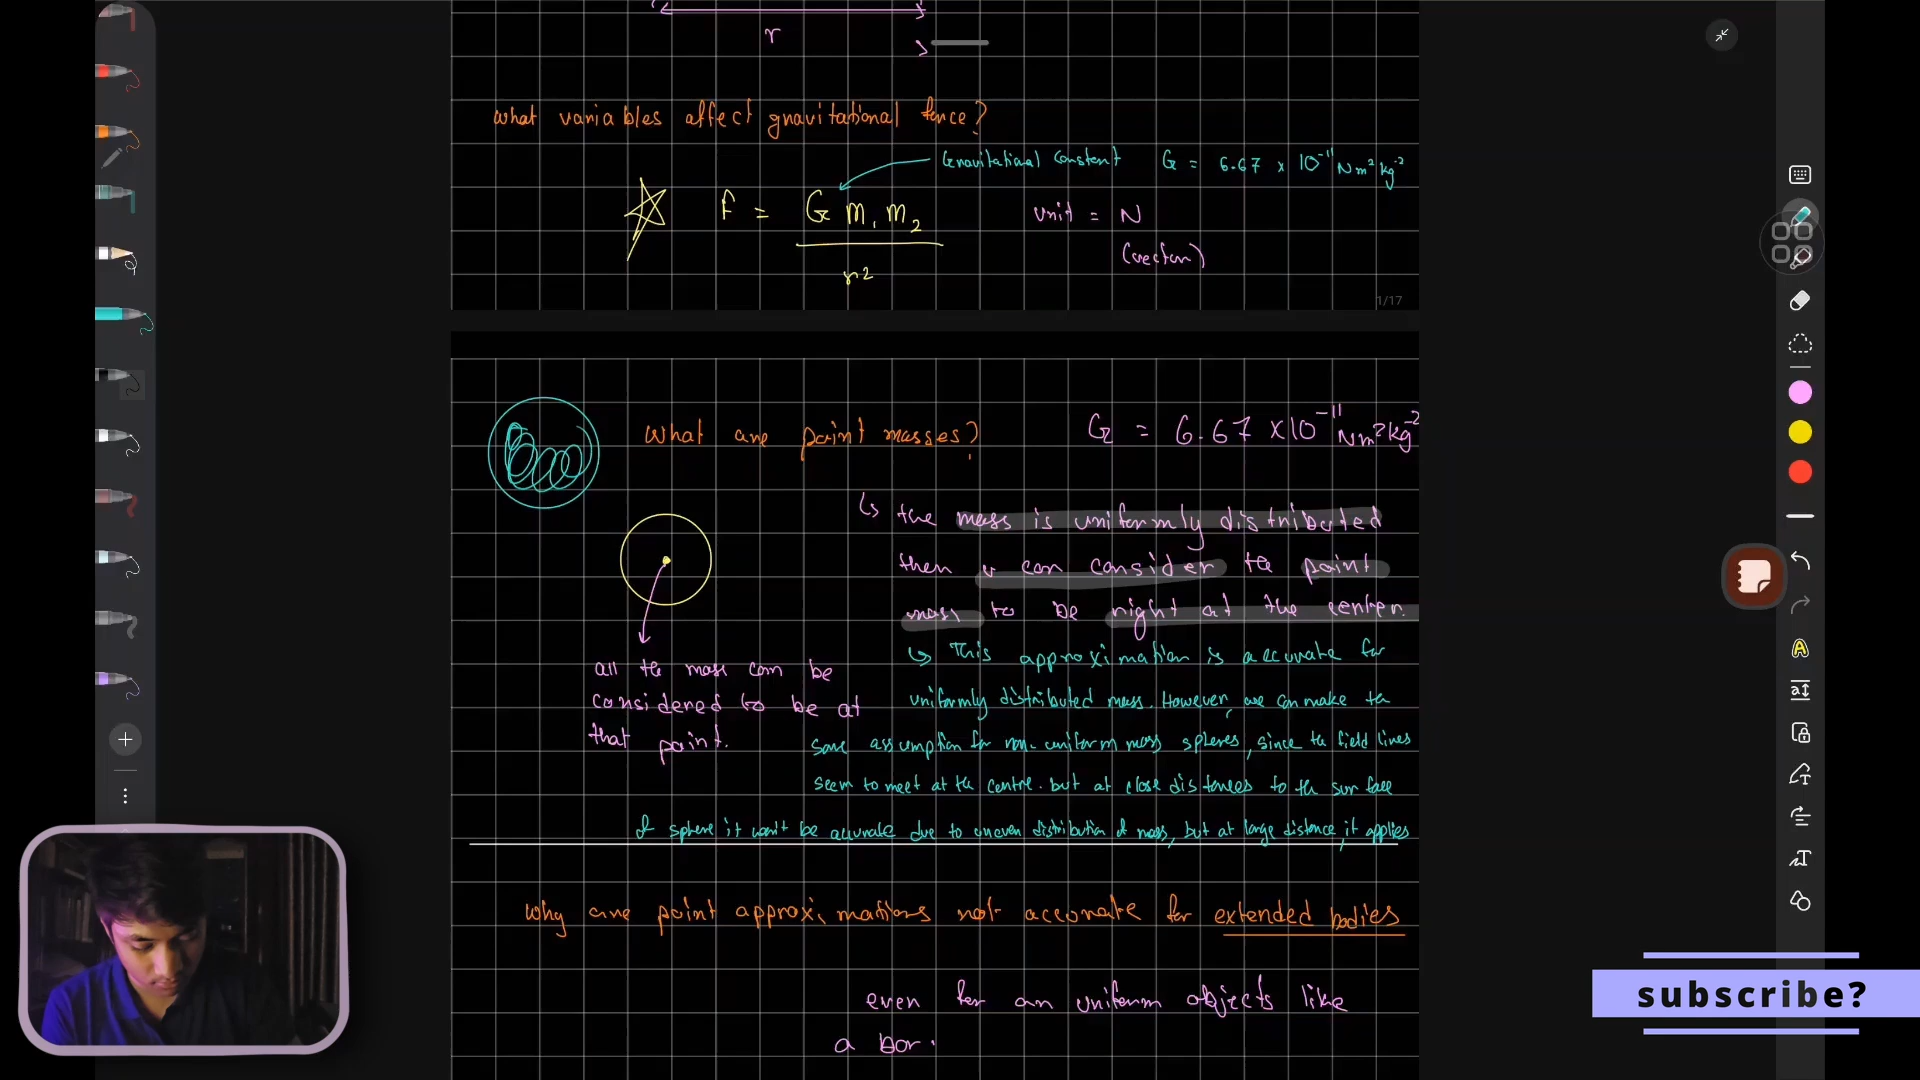 r
what variables affect gravitational force?
Gravitational constant G = 6.67 x 10⁻¹¹ Nm²kg⁻²
F = G m₁ m₂
r²
unit = N
(vector)
1/17
What are point masses?
G = 6.67 x10⁻¹¹ Nm²kg⁻²
↳ the mass is uniformly distributed
then u can consider the point
mass to be right at the center.
↳ This approximation is accurate for
uniformly distributed mass. However, we can make the
same assumption for non-uniform mass spheres, since the field lines
seem to meet at the centre. but at close distances to the surface
of sphere it won't be accurate due to uneven distribution of mass, but at large distance, it applies
all the mass can be
considered to be at
that point.
Why are point approximations not accurate for extended bodies
even for an uniform objects like
a bar.
subscribe?